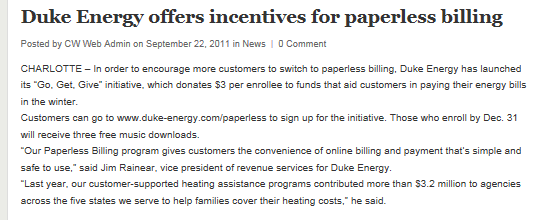 Duke Energy offers incentives for paperless billing
Posted by CW Web Admin on September 22, 2011 in News | 0 Comment
CHARLOTTE – In order to encourage more customers to switch to paperless billing, Duke Energy has launched
its “Go, Get, Give” initiative, which donates $3 per enrollee to funds that aid customers in paying their energy bills
in the winter.
Customers can go to www.duke-energy.com/paperless to sign up for the initiative. Those who enroll by Dec. 31
will receive three free music downloads.
“Our Paperless Billing program gives customers the convenience of online billing and payment that’s simple and
safe to use,” said Jim Rainear, vice president of revenue services for Duke Energy.
“Last year, our customer-supported heating assistance programs contributed more than $3.2 million to agencies
across the five states we serve to help families cover their heating costs,” he said.